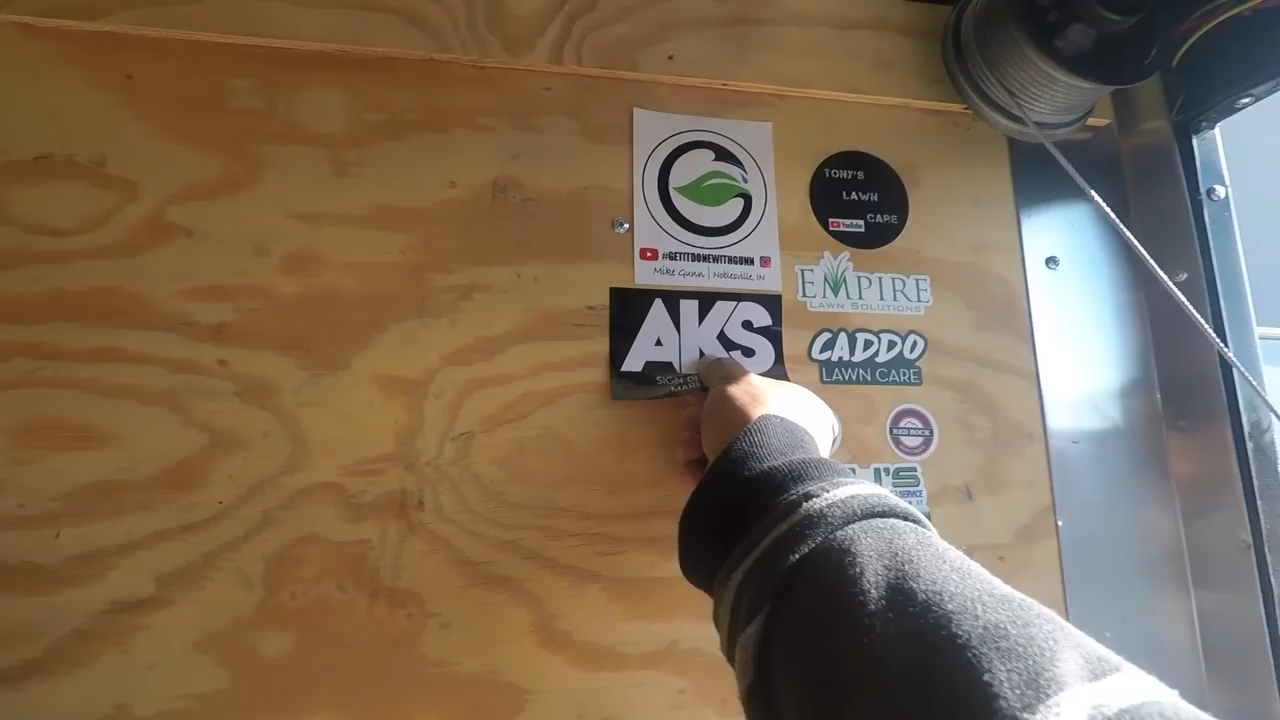 #GETITDONEWITHGUNN
Mike Gunn | Noblesville, IN
AKS
SIGN
TONY'S
LAWN
CARE
YouTube
EMPIRE
LAWN SOLUTIONS
CADDO
LAWN CARE
RED ROCK
SERVICE